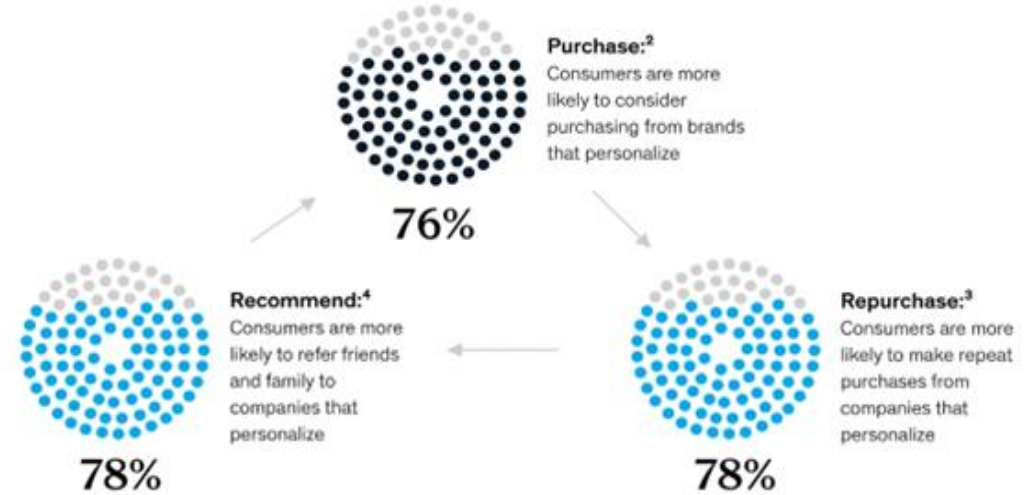 Purchase:²
Consumers are more
likely to consider
purchasing from brands
that personalize
76%
Recommend:⁴
Consumers are more
likely to refer friends
and family to
companies that
personalize
78%
Repurchase:³
Consumers are more
likely to make repeat
purchases from
companies that
personalize
78%